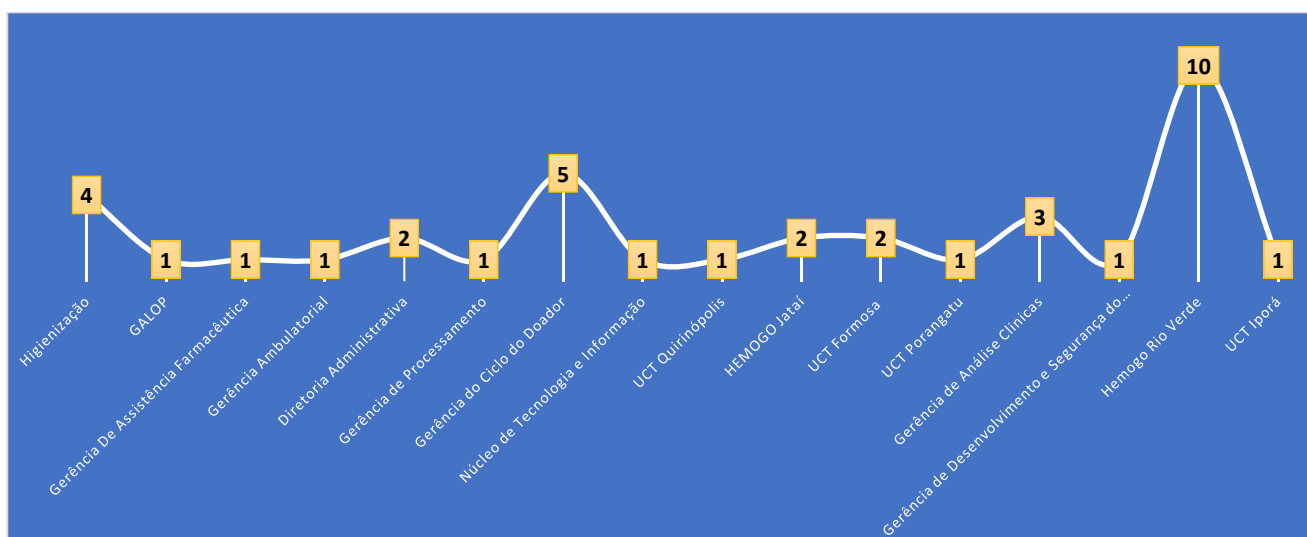 4
1
1
1
2
1
5
1
1
2
2
1
3
1
10
1
Higienização
GALOP
Gerência De Assistência Farmacêutica
Gerência Ambulatorial
Diretoria Administrativa
Gerência de Processamento
Gerência do Ciclo do Doador
Núcleo de Tecnologia e Informação
UCT Quirinópolis
HEMOGO Jataí
UCT Formosa
UCT Porangatu
Gerência de Análise Clinicas
Gerência de Desenvolvimento e Segurança do...
Hemogo Rio Verde
UCT Iporá